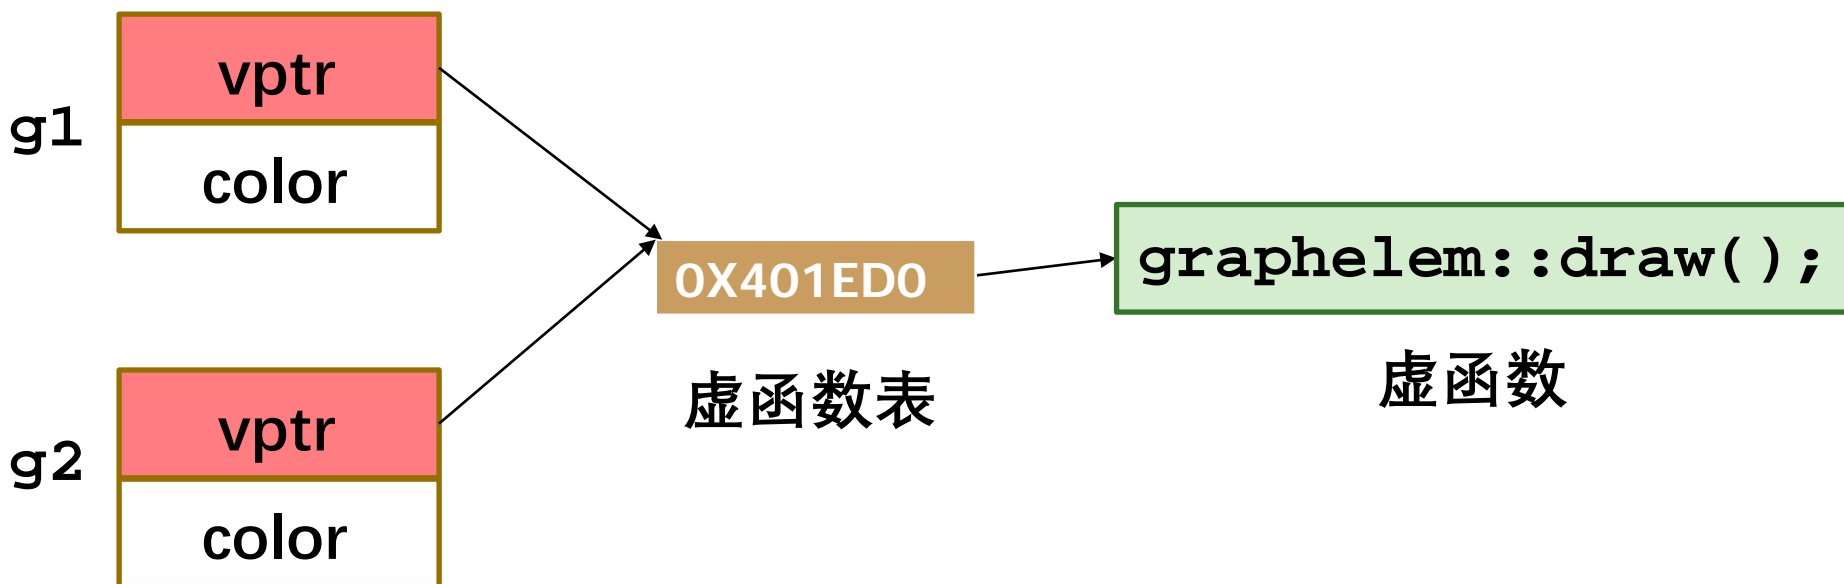 g1
vptr
color
0X401ED0
graphelem::draw();
虚函数表
虚函数
g2
vptr
color